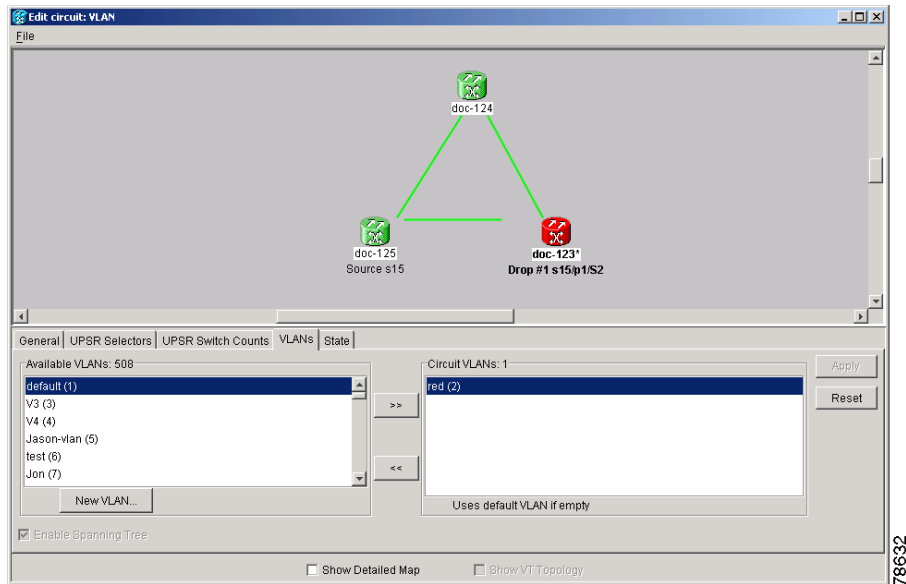 Edit circuit: VLAN
File
doc-124
doc-125
Source s15
doc-123*
Drop #1 s15/p1/S2
General UPSR Selectors UPSR Switch Counts VLANs State
Available VLANs: 508
default (1)
V3 (3)
V4 (4)
Jason-vlan (5)
test (6)
Jon (7)
New VLAN...
>>
<<
Circuit VLANs: 1
red (2)
Uses default VLAN if empty
Apply
Reset
Enable Spanning Tree
Show Detailed Map Show VT Topology
78632